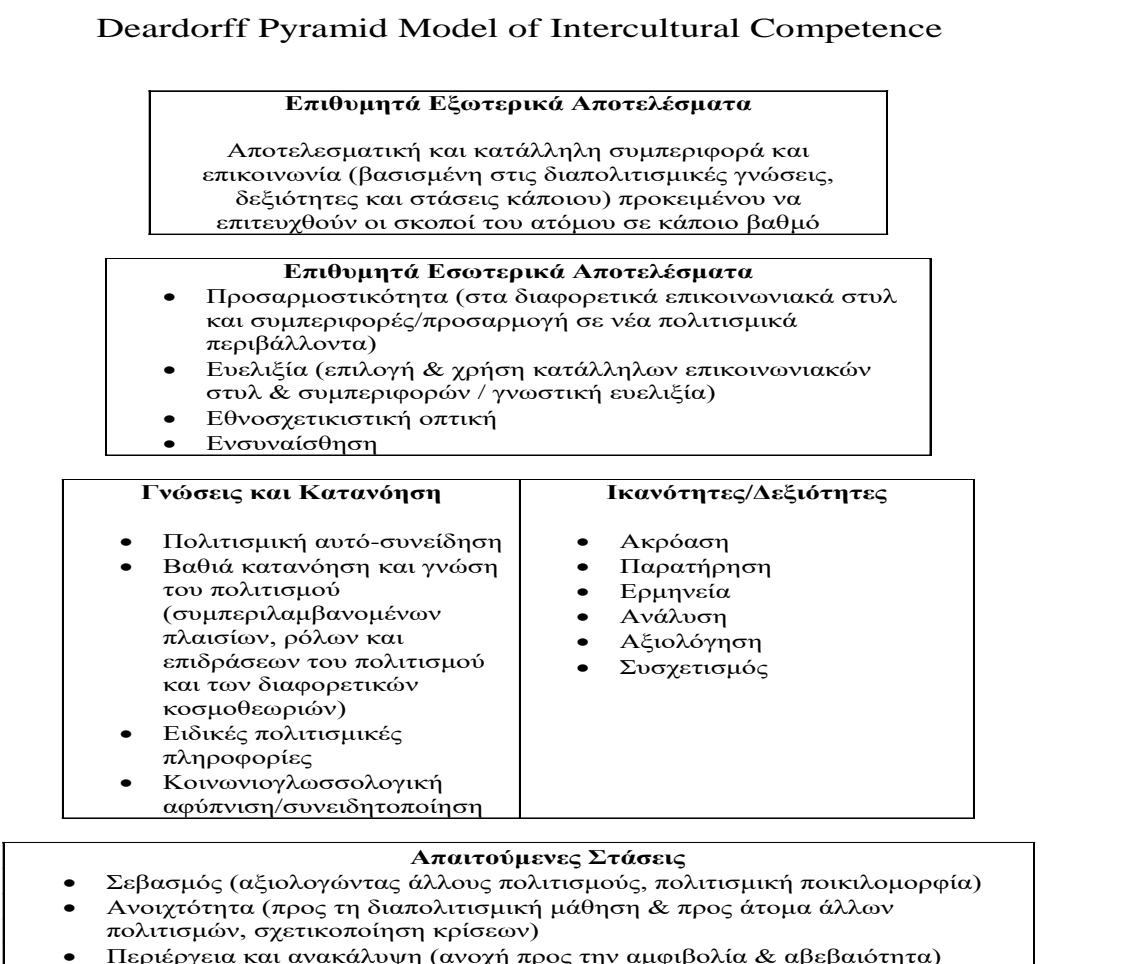 Deardorff Pyramid Model of Intercultural Competence
Επιθυμητά Εξωτερικά Αποτελέσματα
Αποτελεσματική και κατάλληλη συμπεριφορά και
επικοινωνία (βασισμένη στις διαπολιτισμικές γνώσεις,
δεξιότητες και στάσεις κάποιου) προκειμένου να
επιτευχθούν οι σκοποί του ατόμου σε κάποιο βαθμό
Επιθυμητά Εσωτερικά Αποτελέσματα
• Προσαρμοστικότητα (στα διαφορετικά επικοινωνιακά στυλ
και συμπεριφορές/προσαρμογή σε νέα πολιτισμικά
περιβάλλοντα)
• Ευελιξία (επιλογή & χρήση κατάλληλων επικοινωνιακών
στυλ & συμπεριφορών / γνωστική ευελιξία)
• Εθνοσχετικιστική οπτική
• Ενσυναίσθηση
Γνώσεις και Κατανόηση
• Πολιτισμική αυτό-συνείδηση
• Βαθιά κατανόηση και γνώση
του πολιτισμού
(συμπεριλαμβανομένων
πλαισίων, ρόλων και
επιδράσεων του πολιτισμού
και των διαφορετικών
κοσμοθεωριών)
• Ειδικές πολιτισμικές
πληροφορίες
• Κοινωνιογλωσσολογική
αφύπνιση/συνειδητοποίηση
Ικανότητες/Δεξιότητες
• Ακρόαση
• Παρατήρηση
• Ερμηνεία
• Ανάλυση
• Αξιολόγηση
• Συσχετισμός
Απαιτούμενες Στάσεις
• Σεβασμός (αξιολογώντας άλλους πολιτισμούς, πολιτισμική ποικιλομορφία)
• Ανοιχτότητα (προς τη διαπολιτισμική μάθηση & προς άτομα άλλων
πολιτισμών, σχετικοποίηση κρίσεων)
• Περιέργεια και ανακάλυψη (ανοχή προς την αμφιβολία & αβεβαιότητα)